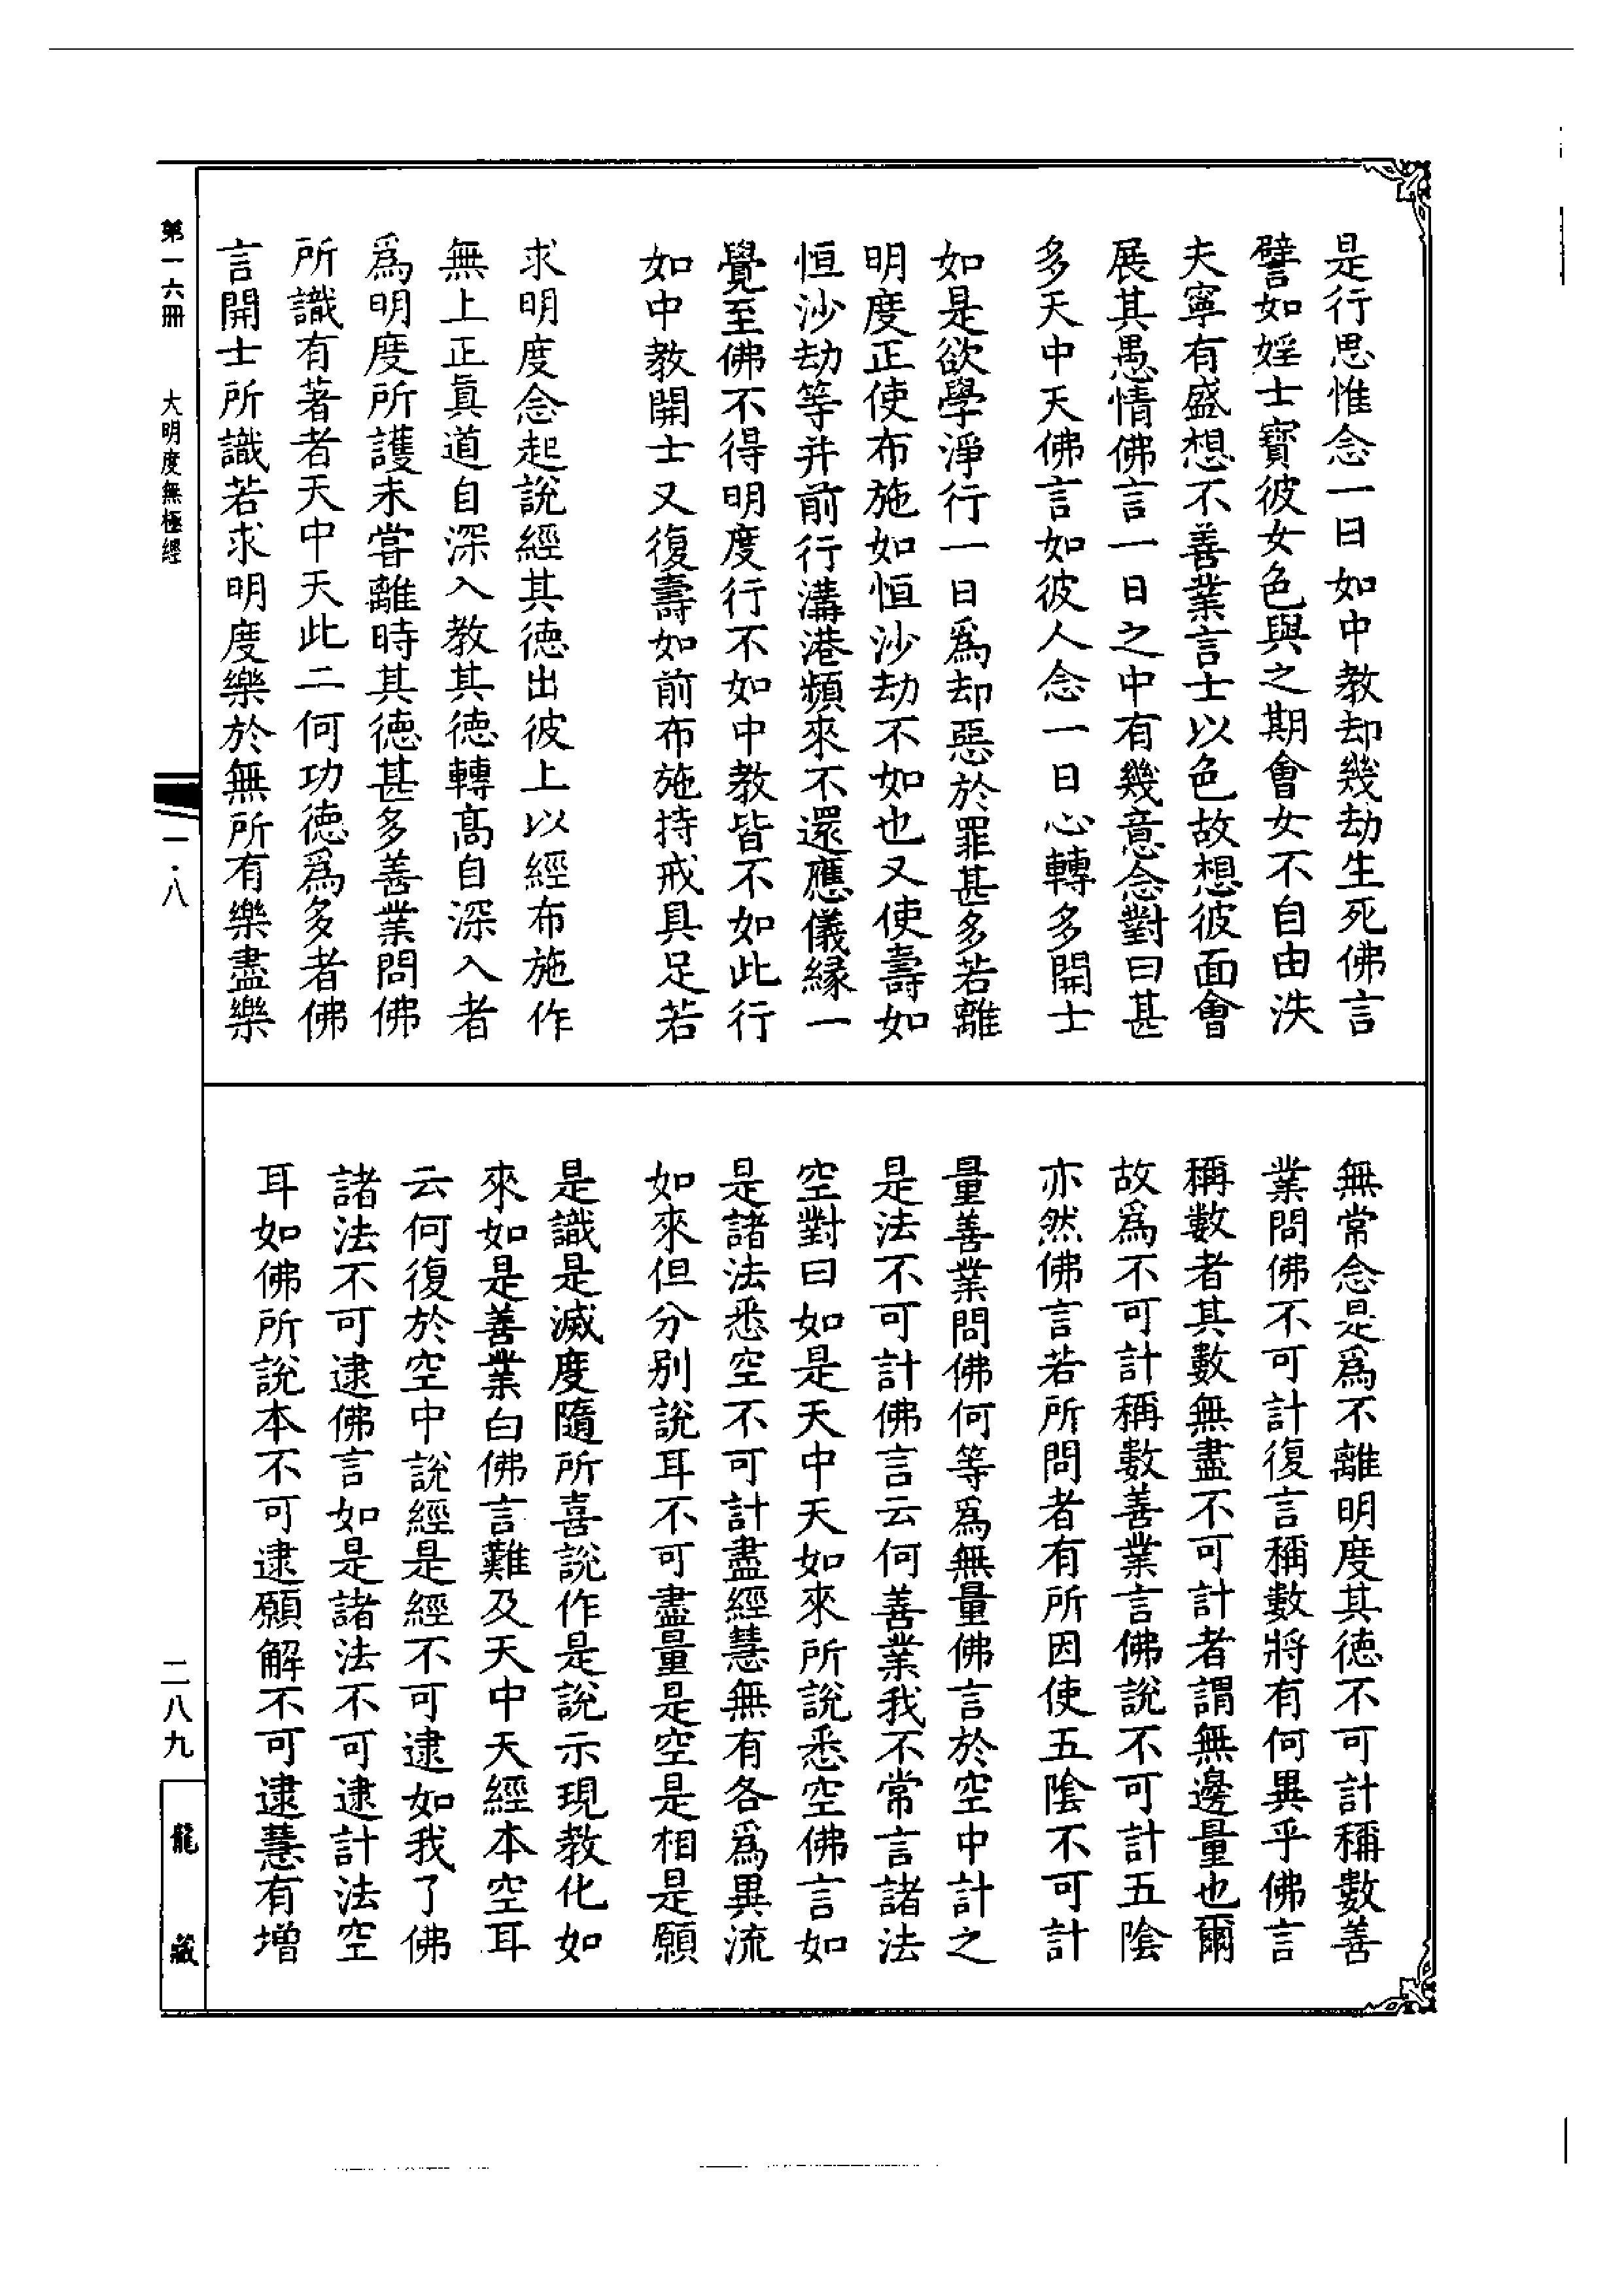 是行思惟念一日如中教却幾劫生死佛言
譬如婬士寶彼女色與之期會女不自由泆
夫寧有盛想不善業言士以色故想彼面會
展其愚情佛言一日之中有幾意念對曰甚
多天中天佛言如彼人念一日心轉多開士
如是欲學淨行一日爲却惡於罪甚多若離
明度正使布施如恒沙劫不如也又使壽如
恒沙劫等并前行溝港頻來不還應儀緣一
覺至佛不得明度行不如中教皆不如此行
如中教開士又復壽如前布施持戒具足若
求明度念起說經其德出彼上以經布施作
無上正眞道自深入教其德轉髙自深入者
爲明度所護未甞離時其德甚多善業問佛
所識有著者天中天此二何功德爲多者佛
言開士所識若求明度樂於無所有樂盡樂
無常念是爲不離明度其德不可計稱數善
業問佛不可計復言稱數將有何異乎佛言
稱數者其數無盡不可計者謂無邊量也爾
故爲不可計稱數善業言佛說不可計五隂
亦然佛言若所問者有所因使五隂不可計
量善業問佛何等爲無量佛言於空中計之
是法不可計佛言云何善業我不常言諸法
空對曰如是天中天如來所說悉空佛言如
是諸法悉空不可計盡經慧無有各爲異流
如來但分別說耳不可盡量是空是相是願
是識是滅度隨所喜說作是說示現教化如
來如是善業白佛言難及天中天經本空耳
云何復於空中說經是經不可逮如我了佛
諸法不可逮佛言如是諸法不可逮計法空
耳如佛所說本不可逮願解不可逮慧有增
第一六冊 大明度無極經
一·八
二八九
龍藏